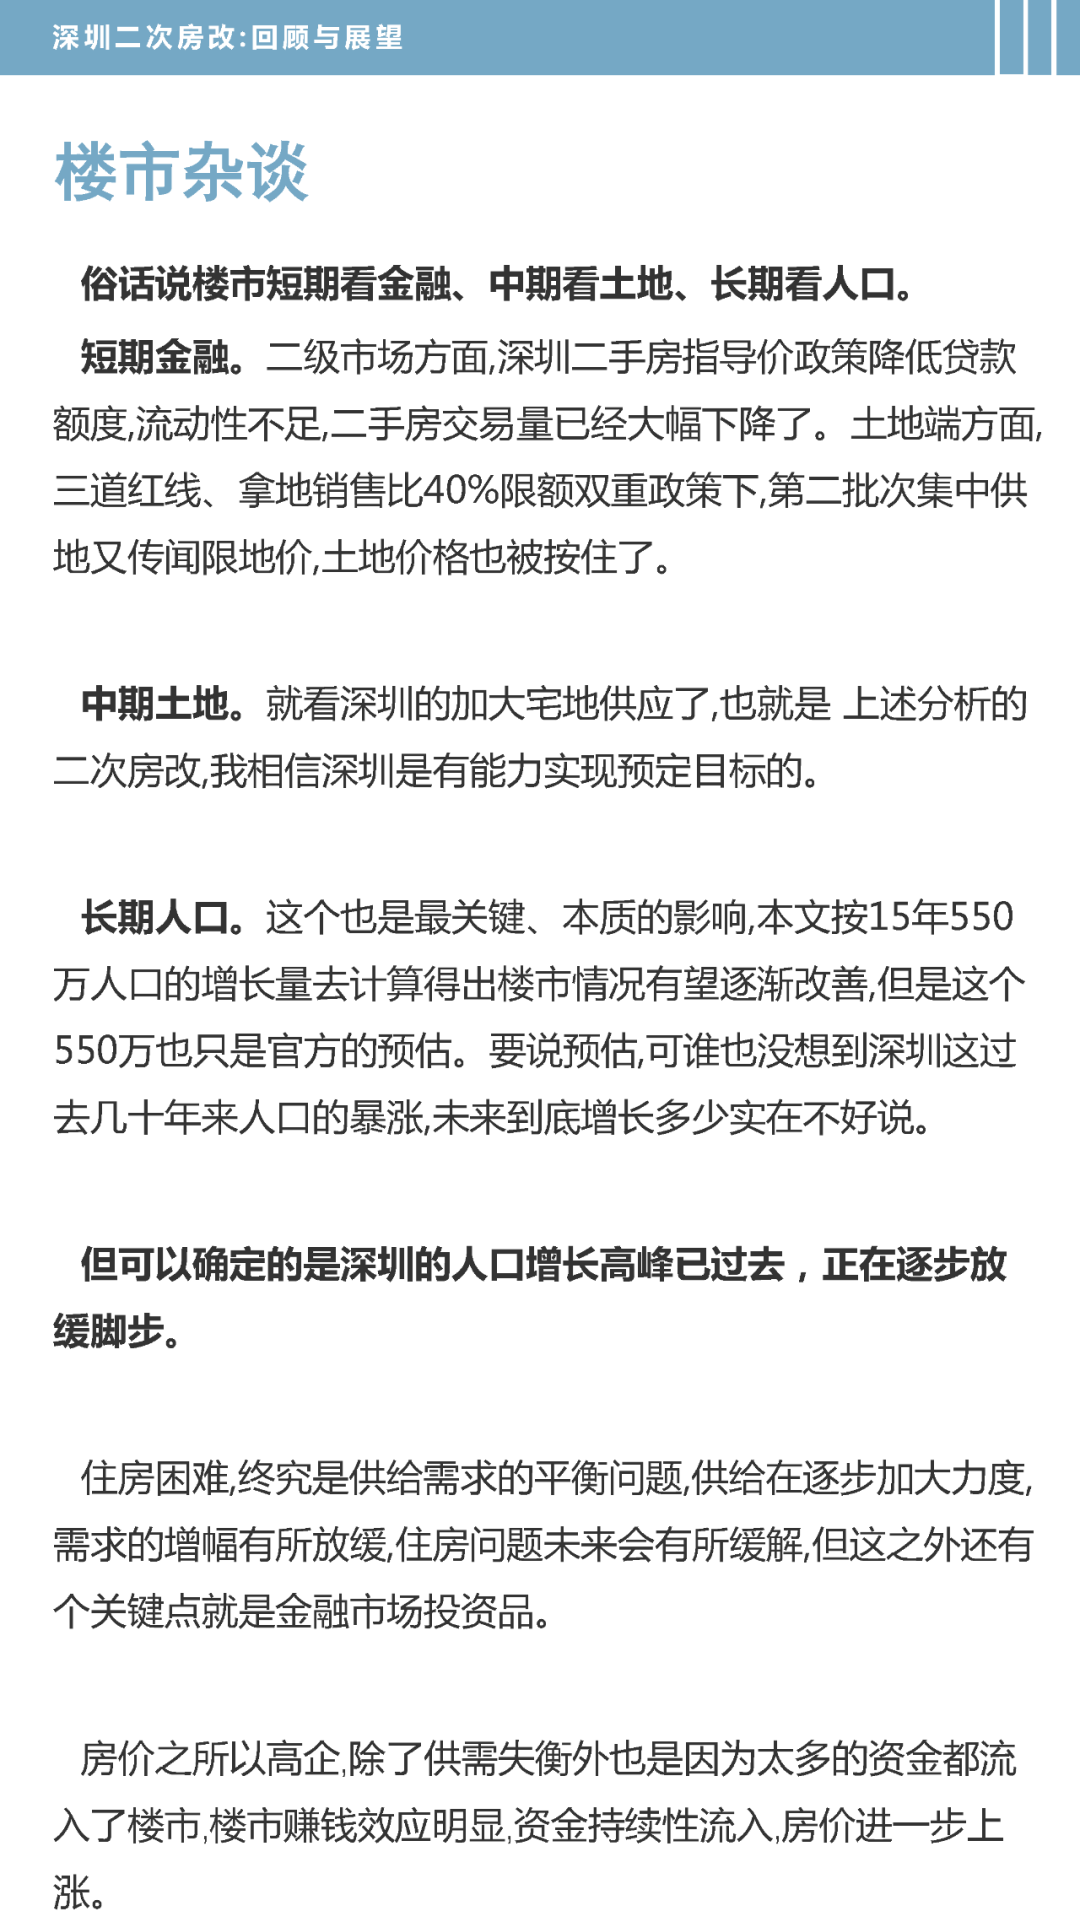 深圳二次房改:回顾与展望
楼市杂谈
俗话说楼市短期看金融、中期看土地、长期看人口。
短期金融。二级市场方面,深圳二手房指导价政策降低贷款
额度,流动性不足,二手房交易量已经大幅下降了。土地端方面,
三道红线、拿地销售比40%限额双重政策下,第二批次集中供
地又传闻限地价,土地价格也被按住了。
中期土地。就看深圳的加大宅地供应了,也就是 上述分析的
二次房改,我相信深圳是有能力实现预定目标的。
长期人口。这个也是最关键、本质的影响,本文按15年550
万人口的增长量去计算得出楼市情况有望逐渐改善,但是这个
550万也只是官方的预估。要说预估,可谁也没想到深圳这过
去几十年来人口的暴涨,未来到底增长多少实在不好说。
但可以确定的是深圳的人口增长高峰已过去，正在逐步放
缓脚步。
住房困难,终究是供给需求的平衡问题,供给在逐步加大力度,
需求的增幅有所放缓,住房问题未来会有所缓解,但这之外还有
个关键点就是金融市场投资品。
房价之所以高企,除了供需失衡外也是因为太多的资金都流
入了楼市,楼市赚钱效应明显,资金持续性流入,房价进一步上
涨。